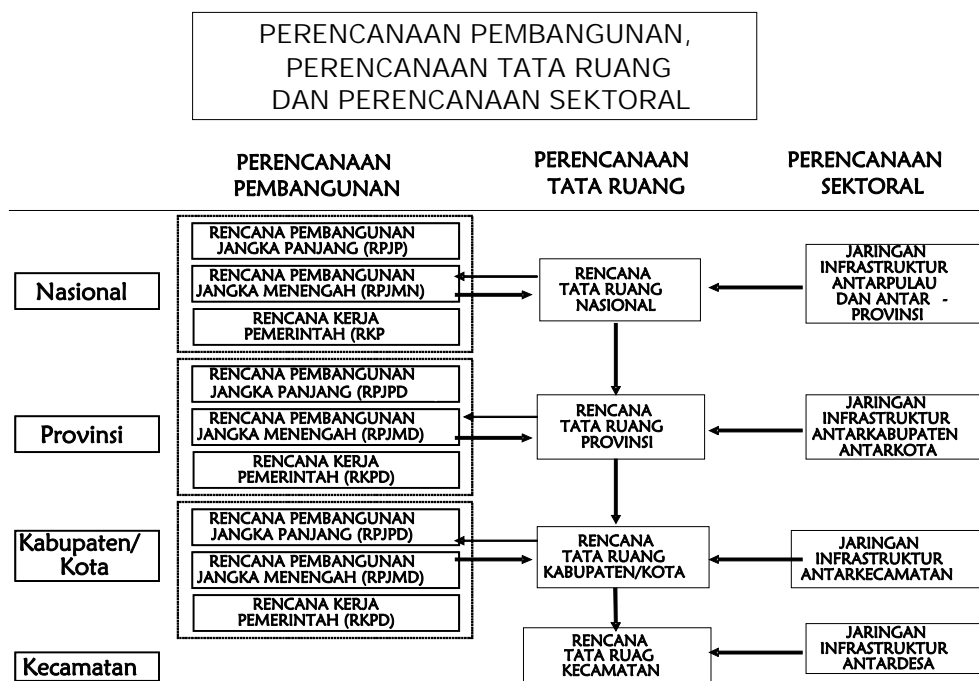 PERENCANAAN PEMBANGUNAN,
PERENCANAAN TATA RUANG
DAN PERENCANAAN SEKTORAL
PERENCANAAN
PEMBANGUNAN
PERENCANAAN
TATA RUANG
PERENCANAAN
SEKTORAL
Nasional
RENCANA PEMBANGUNAN
JANGKA PANJANG (RPJP)
RENCANA PEMBANGUNAN
JANGKA MENENGAH (RPJMN)
RENCANA KERJA
PEMERINTAH (RKP
RENCANA
TATA RUANG
NASIONAL
JARINGAN
INFRASTRUKTUR
ANTARPULAU
DAN ANTAR -
PROVINSI
Provinsi
RENCANA PEMBANGUNAN
JANGKA PANJANG (RPJPD
RENCANA PEMBANGUNAN
JANGKA MENENGAH (RPJMD)
RENCANA KERJA
PEMERINTAH (RKPD)
RENCANA
TATA RUANG
PROVINSI
JARINGAN
INFRASTRUKTUR
ANTARKABUPATEN
ANTARKOTA
Kabupaten/
Kota
RENCANA PEMBANGUNAN
JANGKA PANJANG (RPJPD)
RENCANA PEMBANGUNAN
JANGKA MENENGAH (RPJMD)
RENCANA KERJA
PEMERINTAH (RKPD)
RENCANA
TATA RUANG
KABUPATEN/KOTA
JARINGAN
INFRASTRUKTUR
ANTARKECAMATAN
Kecamatan
RENCANA
TATA RUAG
KECAMATAN
JARINGAN
INFRASTRUKTUR
ANTARDESA